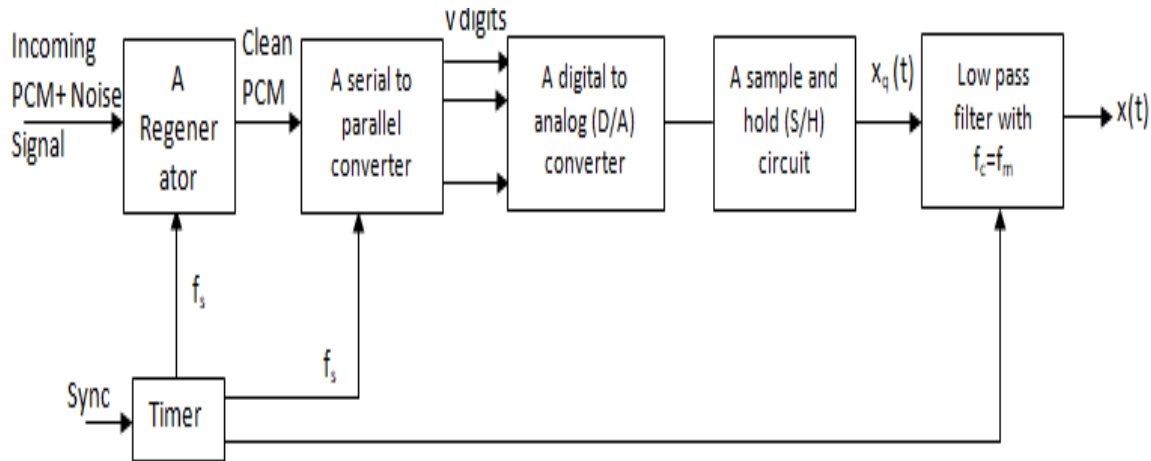 Incoming
PCM+ Noise
Signal
A
Regener
ator
Clean
PCM
A serial to
parallel
converter
v digits
A digital to
analog (D/A)
converter
A sample and
hold (S/H)
circuit
xq (t)
Low pass
filter with
fc=fm
x(t)
fs
fs
Sync
Timer